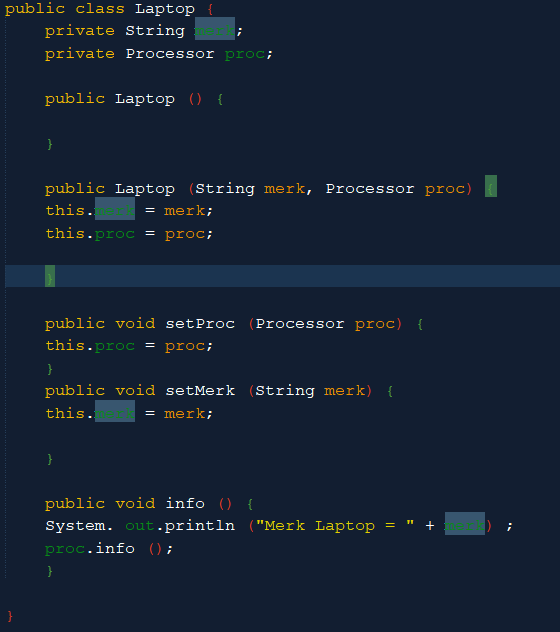 public class Laptop {
private String merk;
private Processor proc;
public Laptop () {
}
public Laptop (String merk, Processor proc) {
this.merk = merk;
this.proc = proc;
}
public void setProc (Processor proc) {
this.proc = proc;
}
public void setMerk (String merk) {
this.merk = merk;
}
public void info () {
System. out.println ("Merk Laptop = " + merk) ;
proc.info ();
}
}